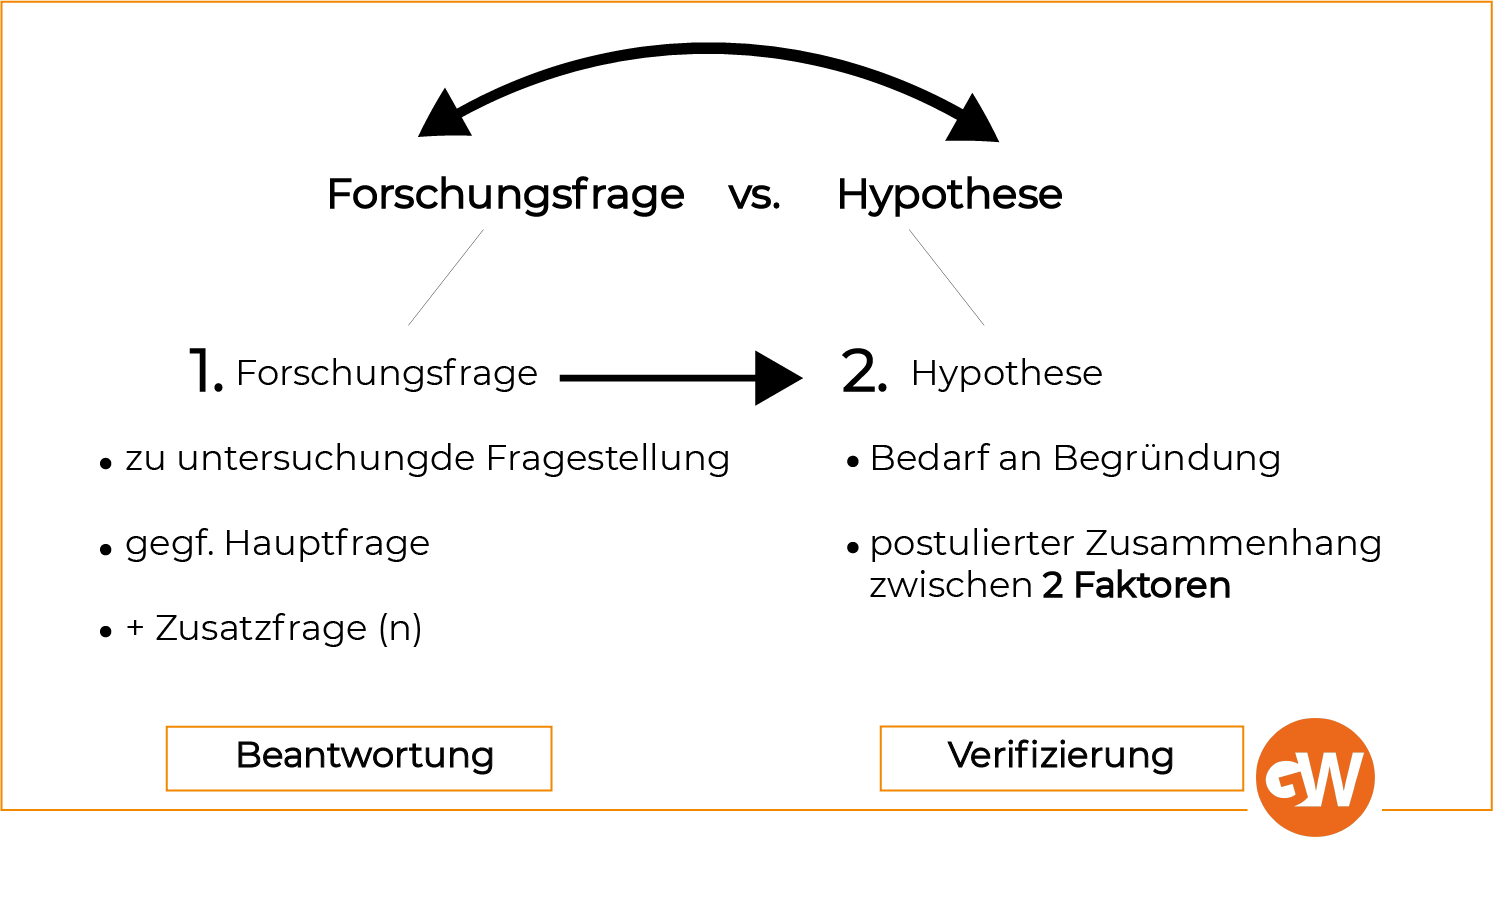 Forschungsfrage vs. Hypothese
1. Forschungsfrage
2. Hypothese
• zu untersuchungde Fragestellung
• gegf. Hauptfrage
• + Zusatzfrage (n)
• Bedarf an Begründung
• postulierter Zusammenhang
zwischen 2 Faktoren
Beantwortung
Verifizierung
GW